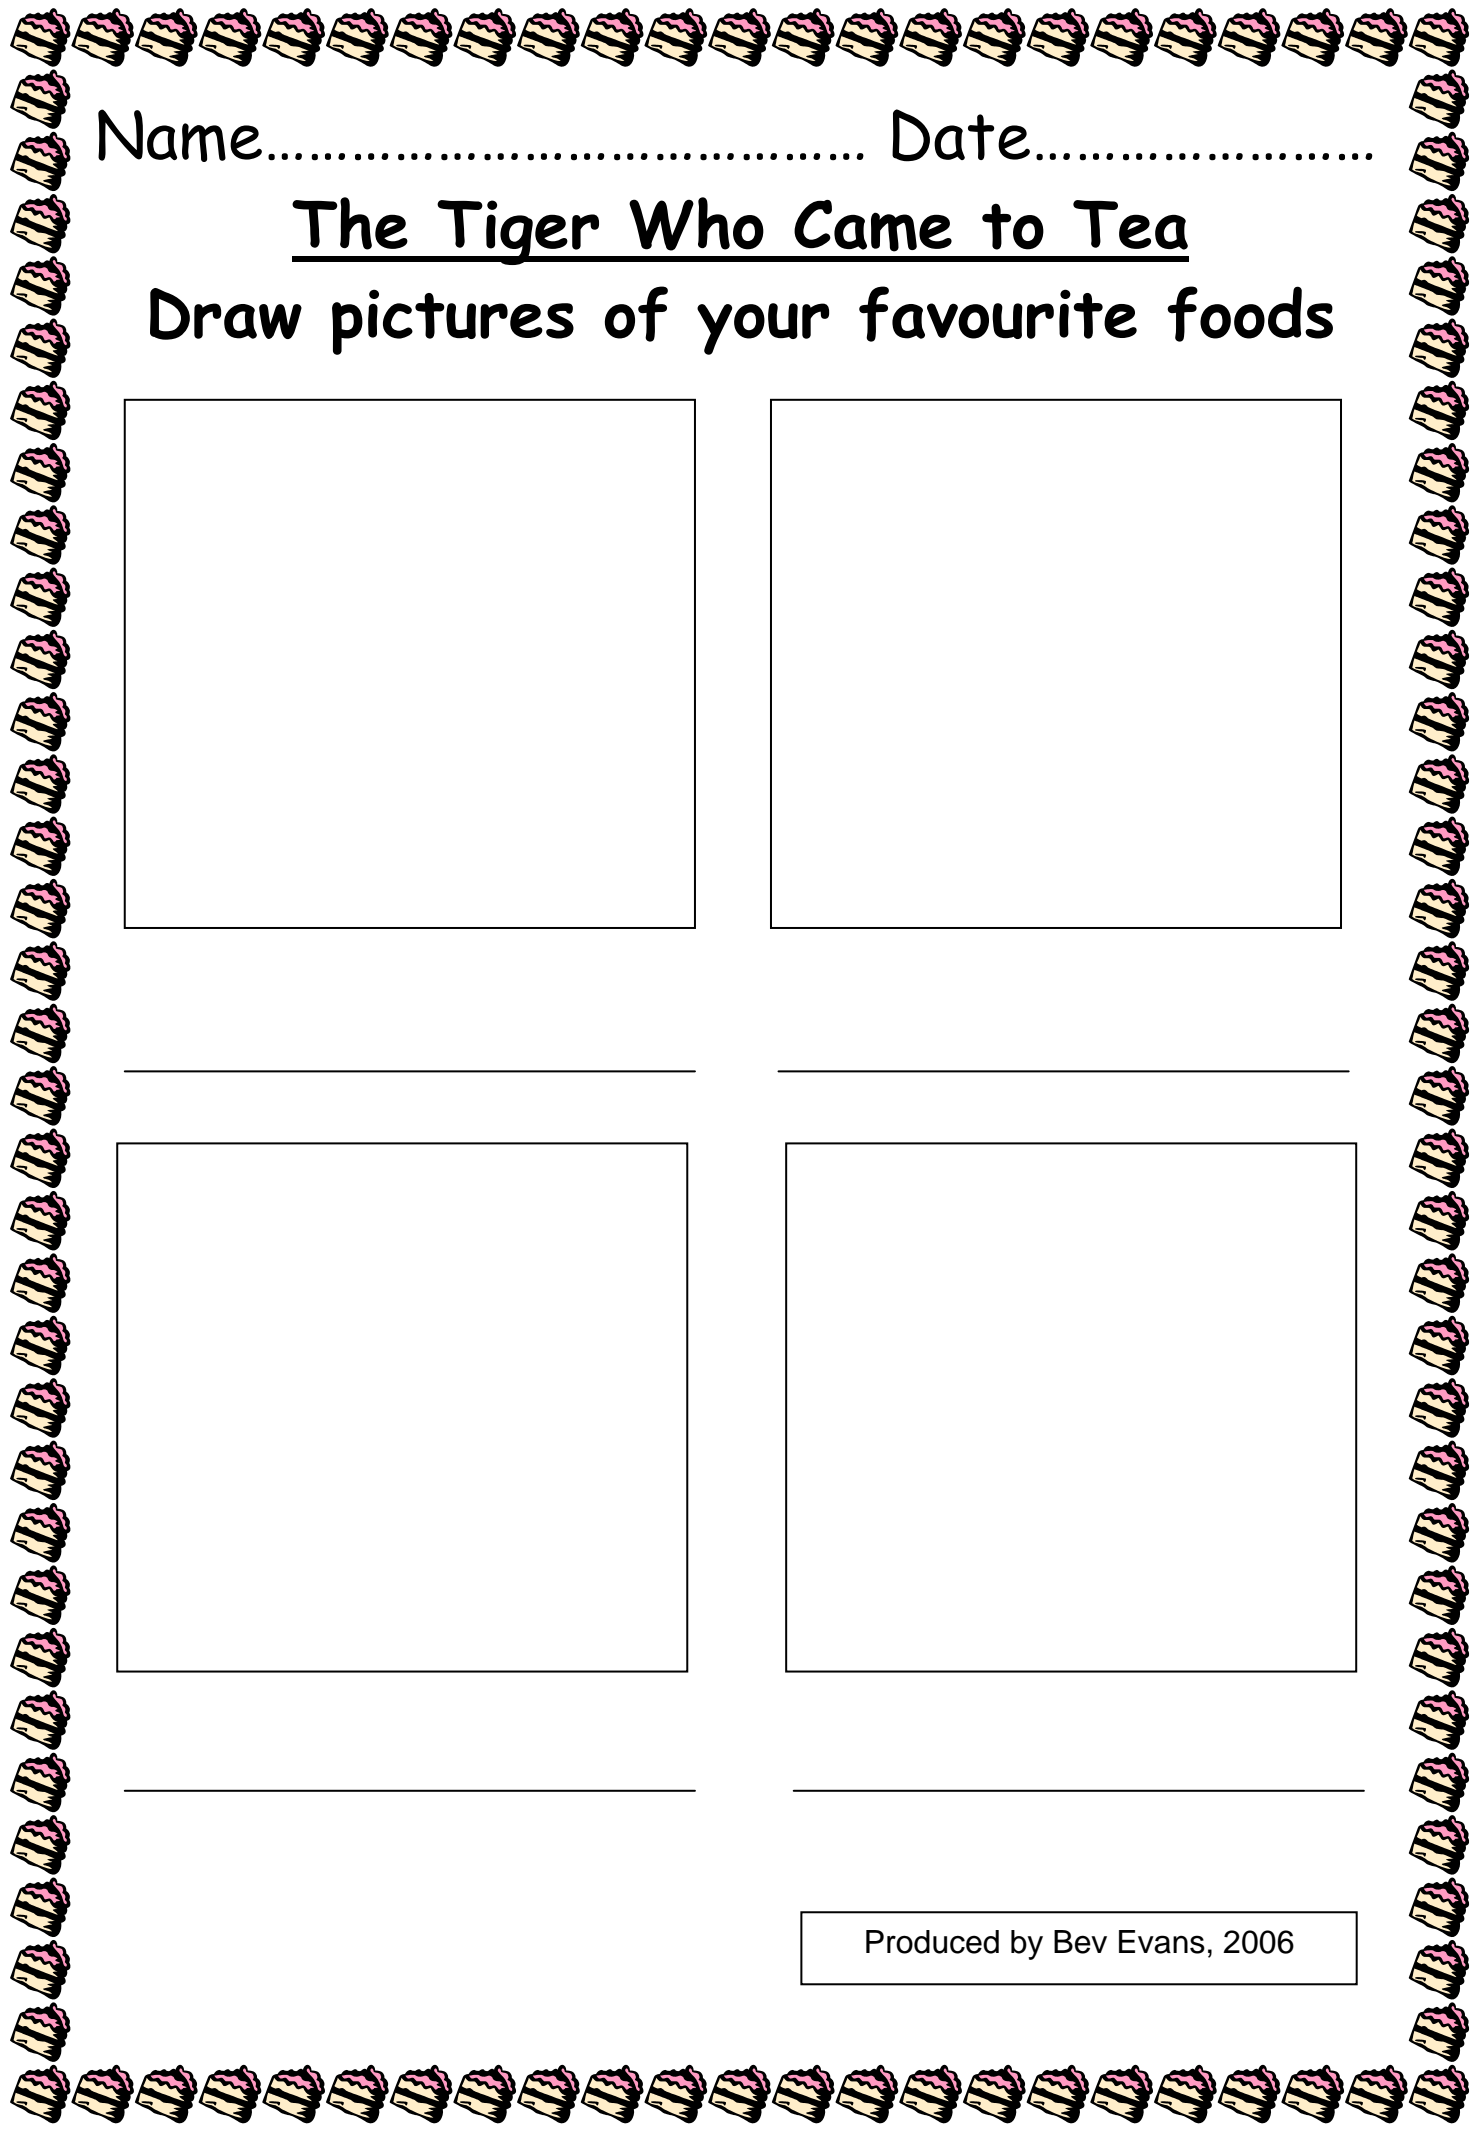 Name.......................................... Date........................
The Tiger Who Came to Tea
Draw pictures of your favourite foods
Produced by Bev Evans, 2006